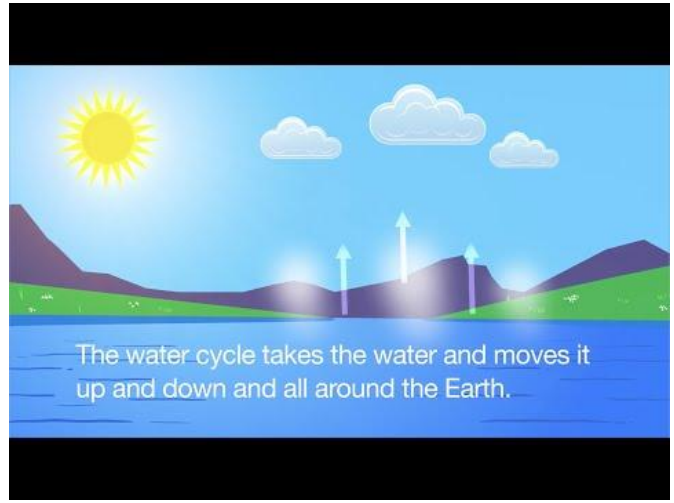 The water cycle takes the water and moves it
up and down and all around the Earth.